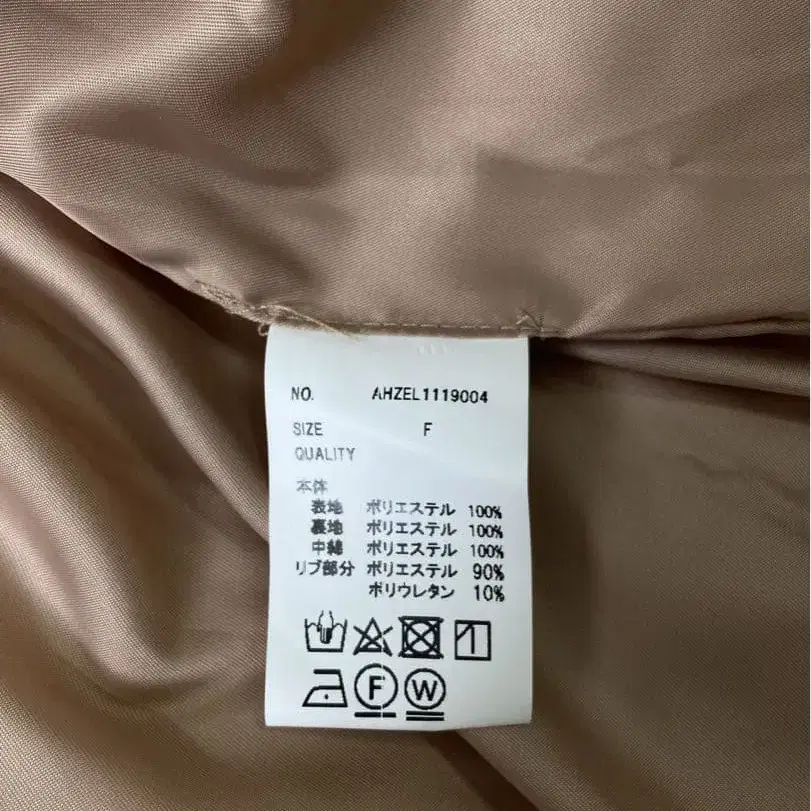 NO. AHZEL1119004
SIZE F
QUALITY
本体
表地 ポリエステル 100%
裏地 ポリエステル 100%
中綿 ポリエステル 100%
リブ部分 ポリエステル 90%
ポリウレタン 10%
F W